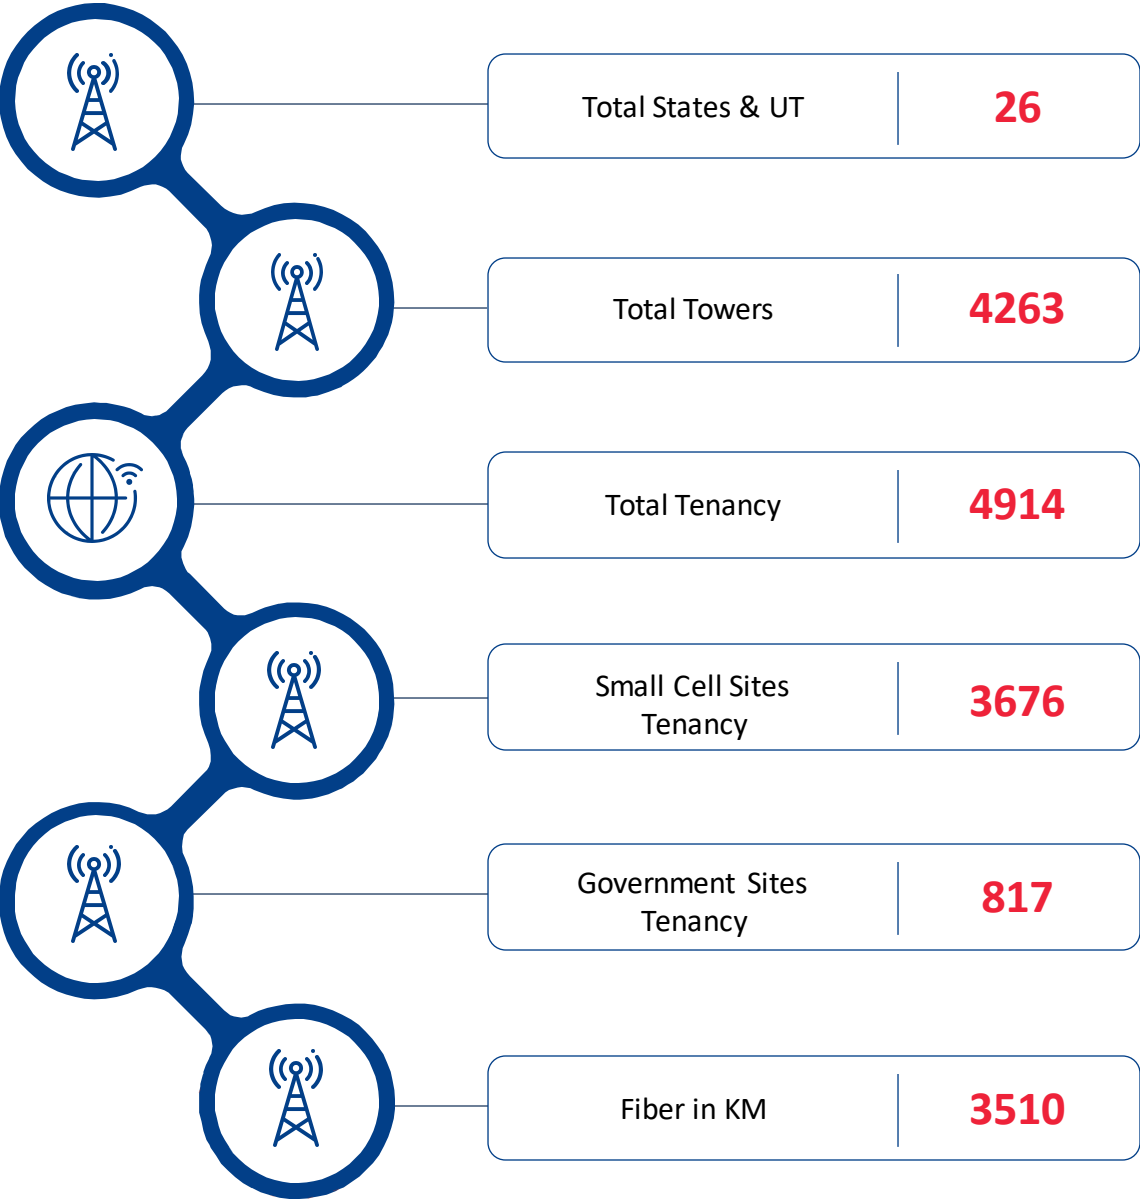 Total States & UT
26
Total Towers
4263
Total Tenancy
4914
Small Cell Sites
Tenancy
3676
Government Sites
Tenancy
817
Fiber in KM
3510